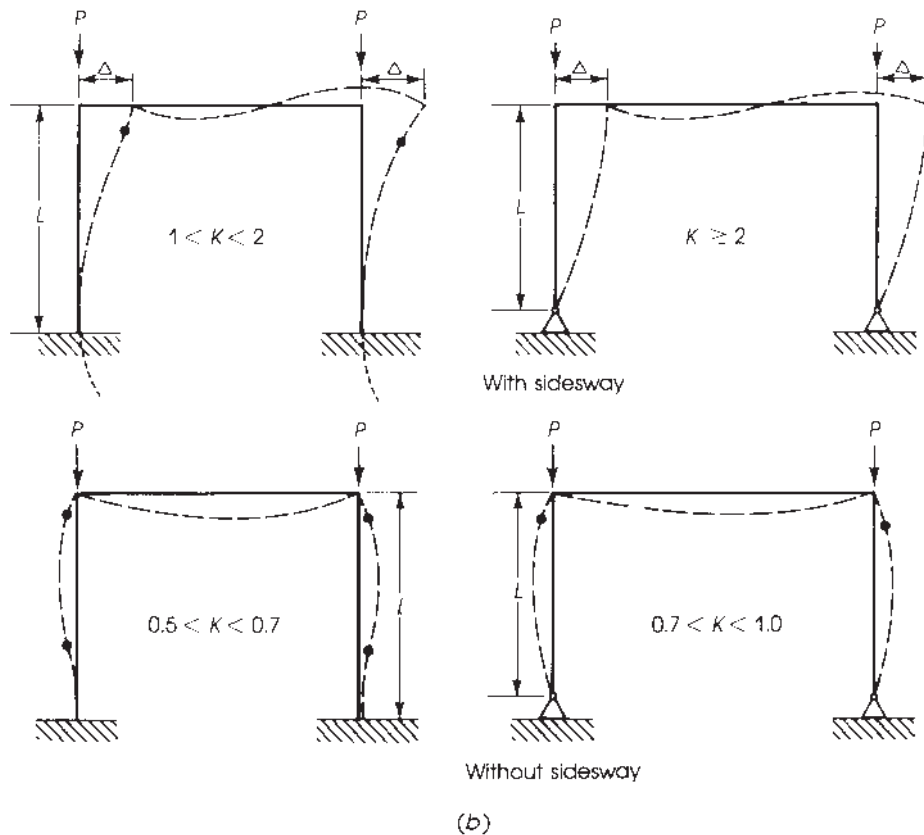 P P P P
Δ Δ Δ Δ
L L
1 < K < 2 K ≥ 2
With sidesway
P P P P
L L
0.5 < K < 0.7 0.7 < K < 1.0
Without sidesway
(b)